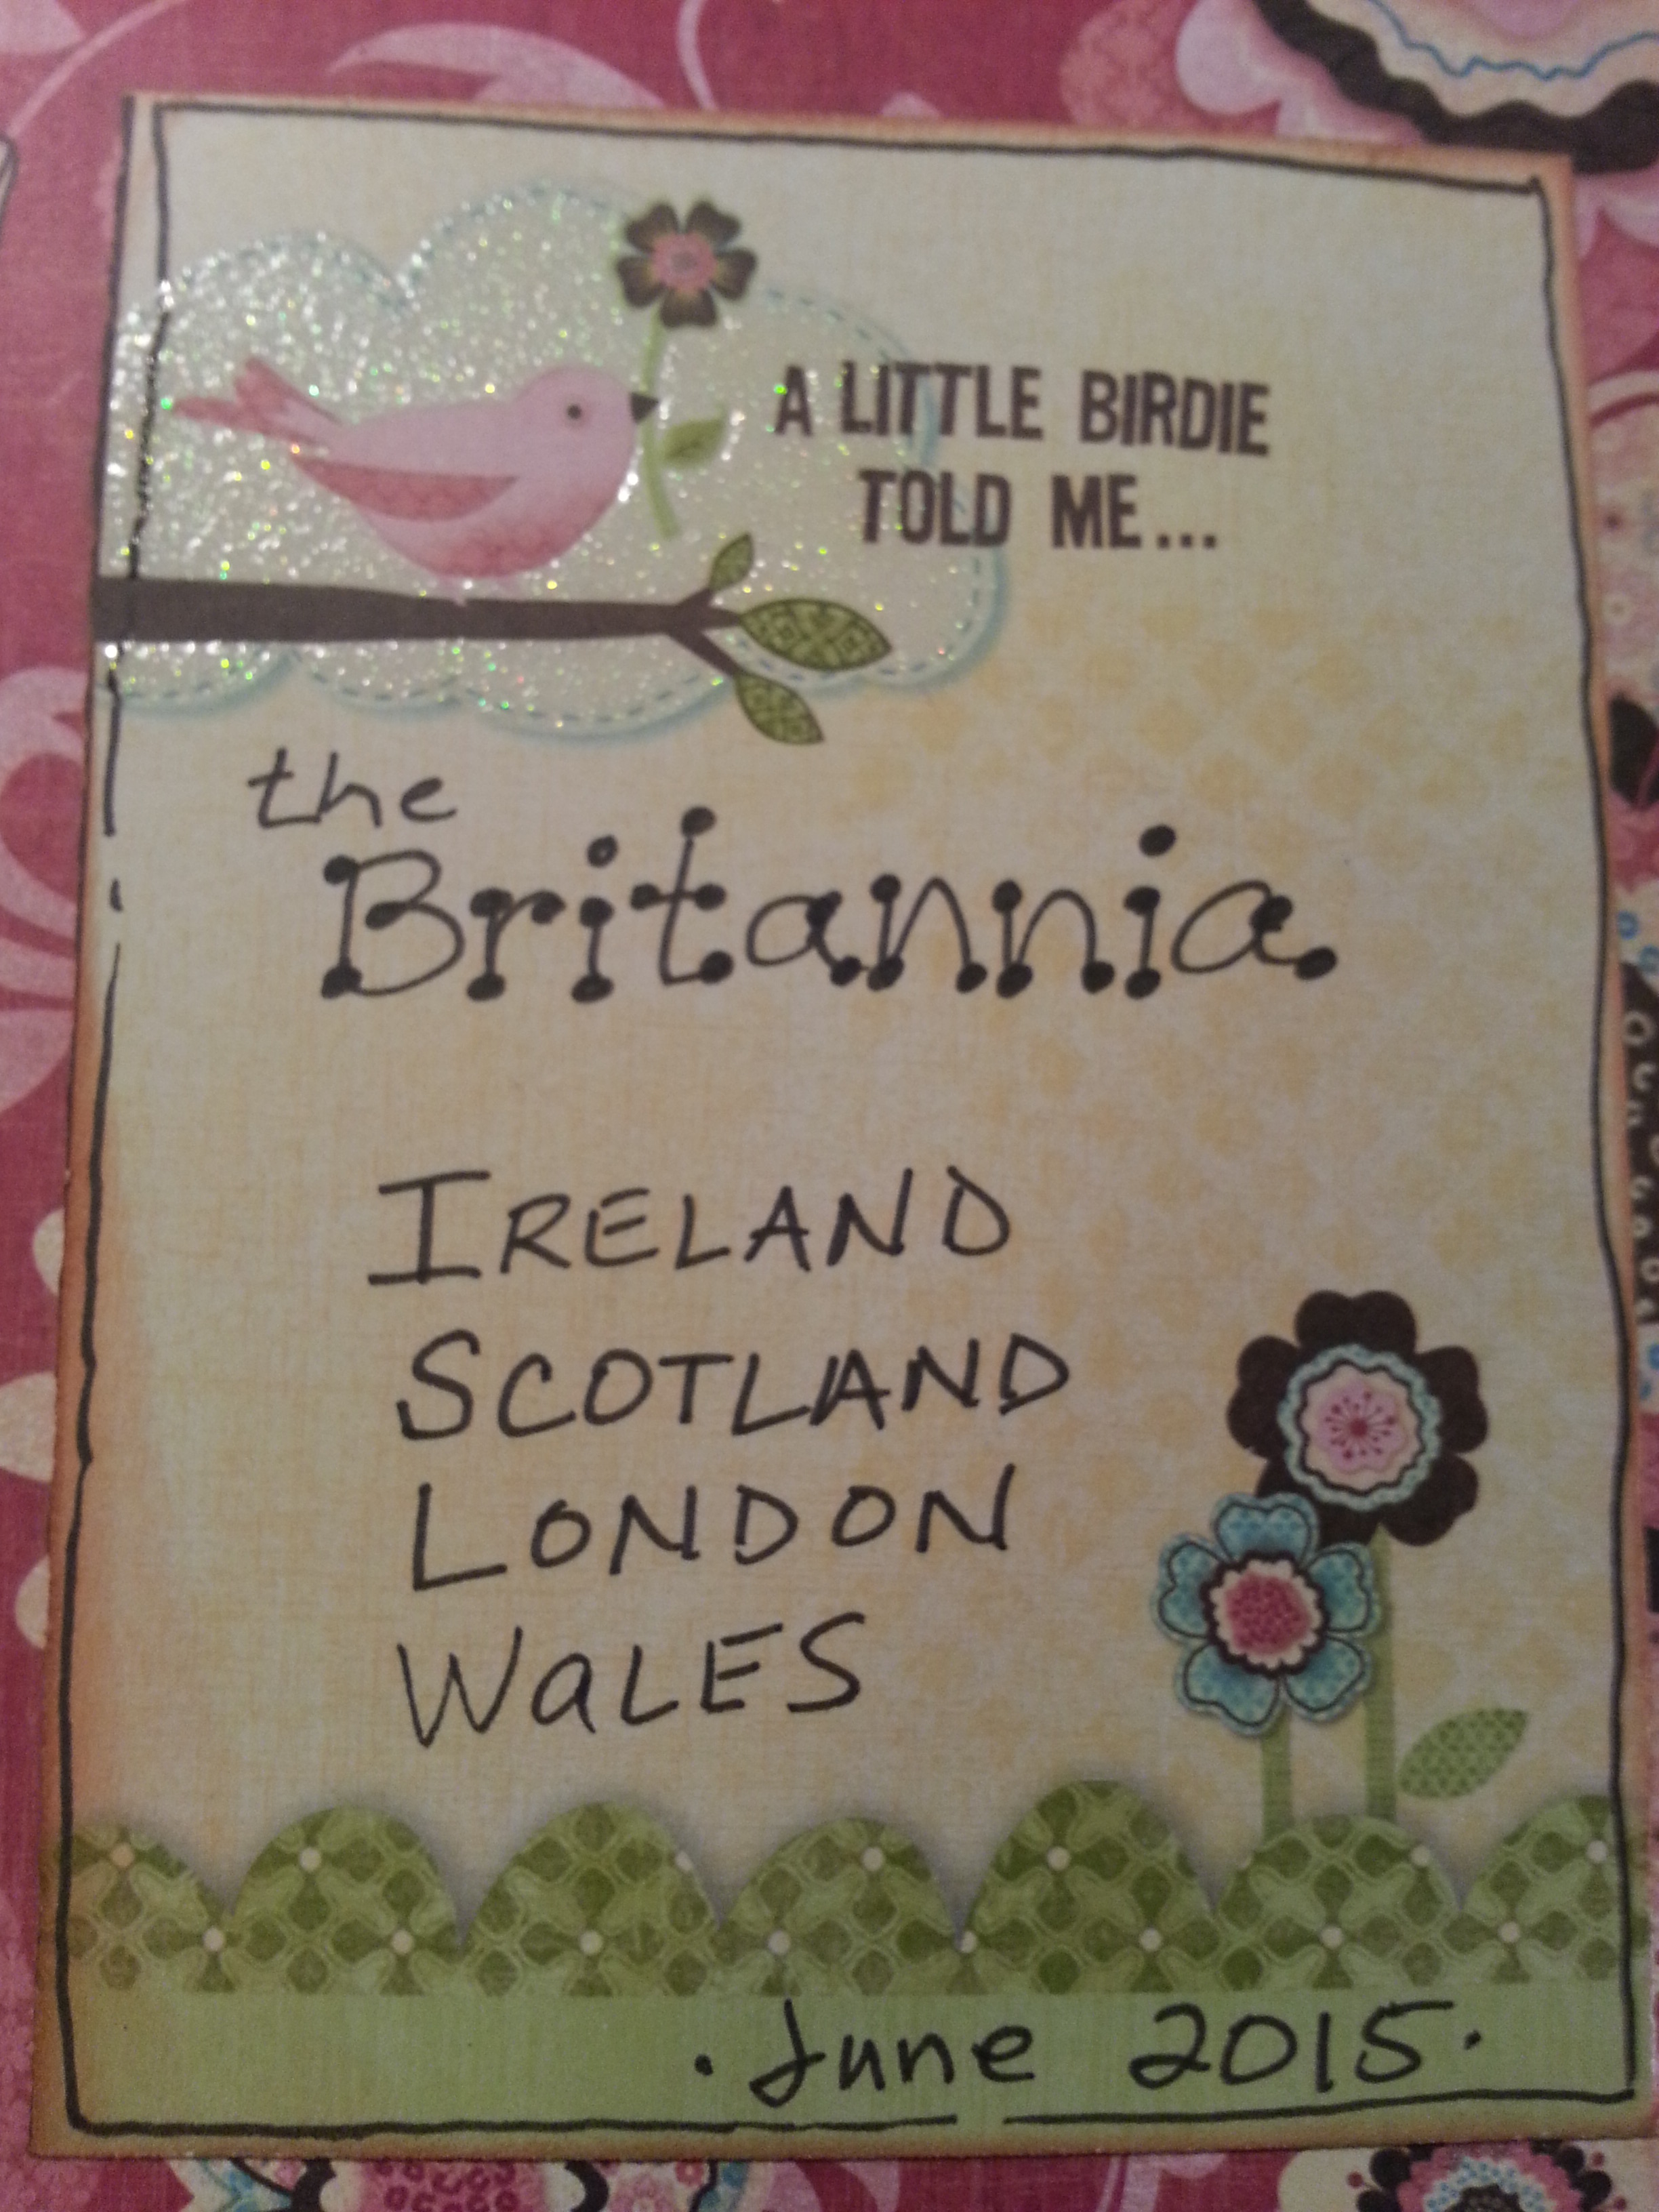 A LITTLE BIRDIE
TOLD ME...
the
Britannia
IRELAND
SCOTLAND
LONDON
WaLES
. June 2015.